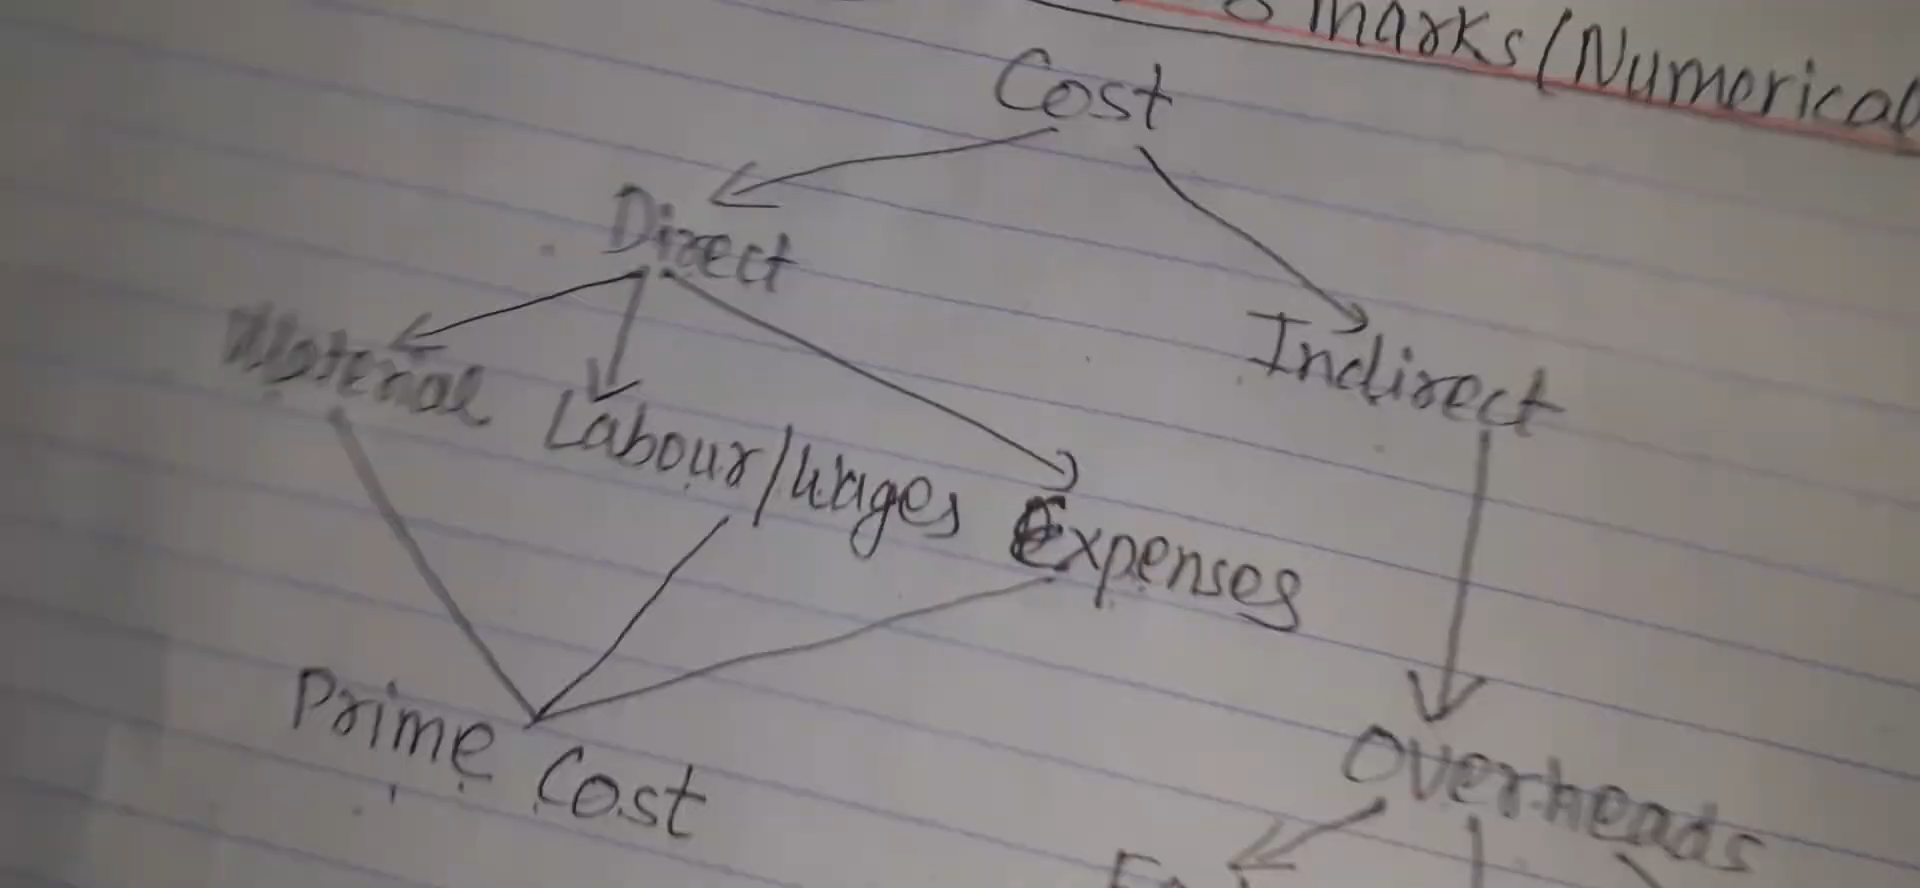 marks/(Numerical
Cost
Direct
Indirect
Material Labour/Wages Expenses
Prime Cost
Overheads